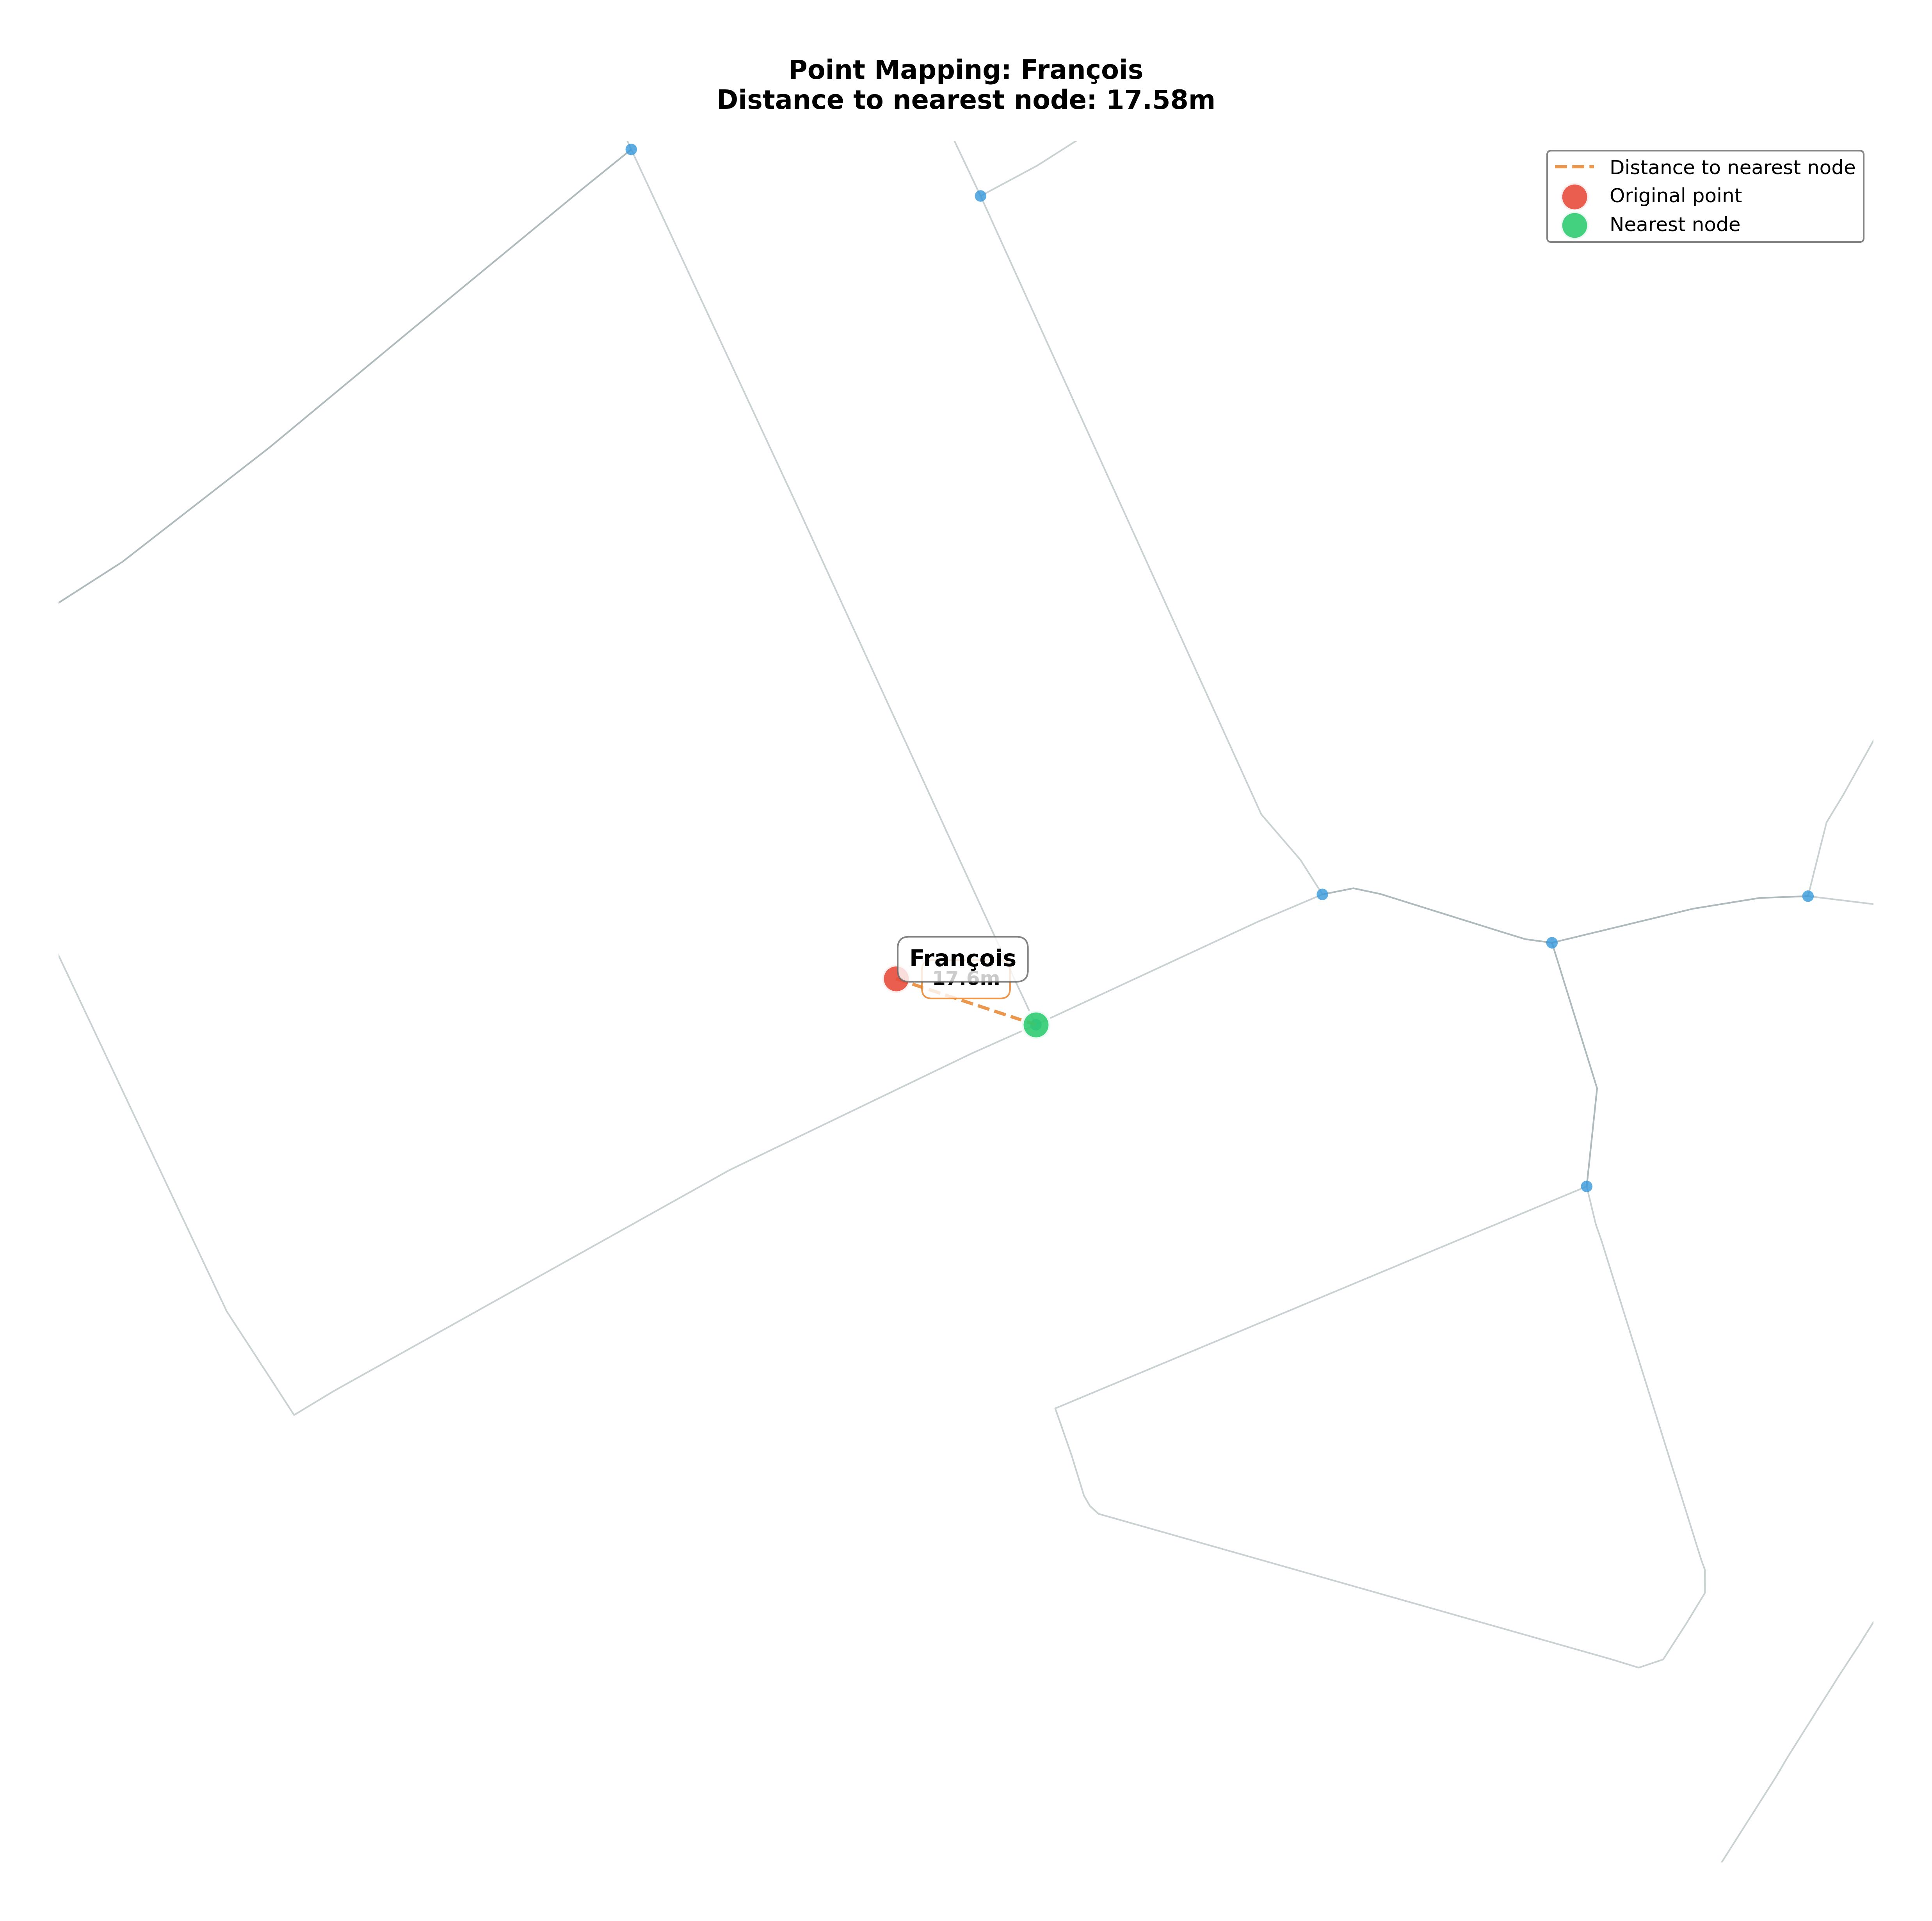 Point Mapping: François
Distance to nearest node: 17.58m
Distance to nearest node
Original point
Nearest node
François
17.6m